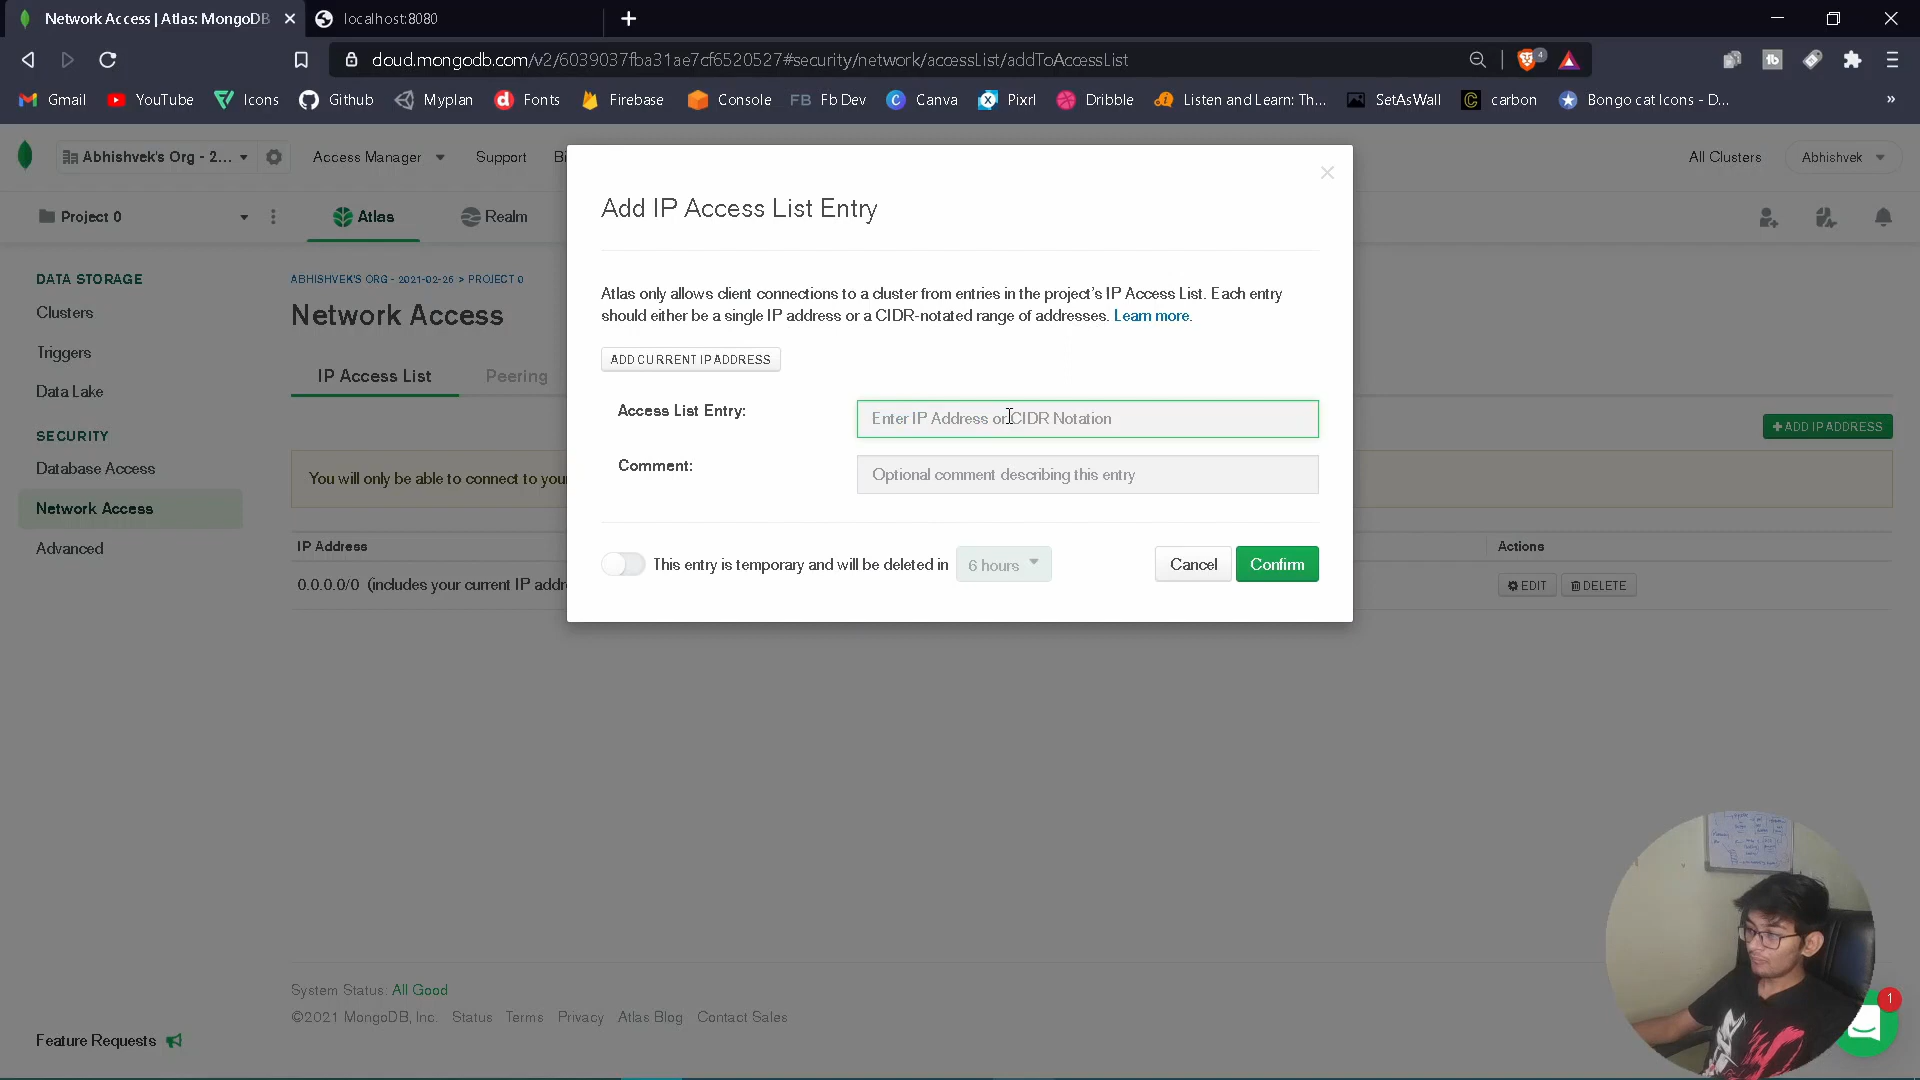 Network Access | Atlas: MongoDB
localhost:8080
cloud.mongodb.com/v2/6039037fba31ae7cf6520527#security/network/accessList/addToAccessList
4
Gmail YouTube Icons Github Myplan Fonts Firebase Console FB Fb Dev Canva Pixrl Dribble Listen and Learn: Th... SetAsWall carbon Bongo cat Icons - D... »
Abhishvek's Org - 2... Access Manager Support Bi All Clusters Abhishvek
Project 0 Atlas Realm
DATA STORAGE
Clusters
Triggers
Data Lake
SECURITY
Database Access
Network Access
Advanced
ABHISHVEK'S ORG - 2021-02-26 > PROJECT 0
Network Access
IP Access List Peering
+ ADD IP ADDRESS
You will only be able to connect to you
IP Address Actions
0.0.0.0/0 (includes your current IP addr
EDIT DELETE
Add IP Access List Entry
Atlas only allows client connections to a cluster from entries in the project's IP Access List. Each entry
should either be a single IP address or a CIDR-notated range of addresses. Learn more.
ADD CURRENT IP ADDRESS
Access List Entry: Enter IP Address or CIDR Notation
Comment: Optional comment describing this entry
This entry is temporary and will be deleted in 6 hours Cancel Confirm
System Status: All Good
©2021 MongoDB, Inc. Status Terms Privacy Atlas Blog Contact Sales
Feature Requests
1